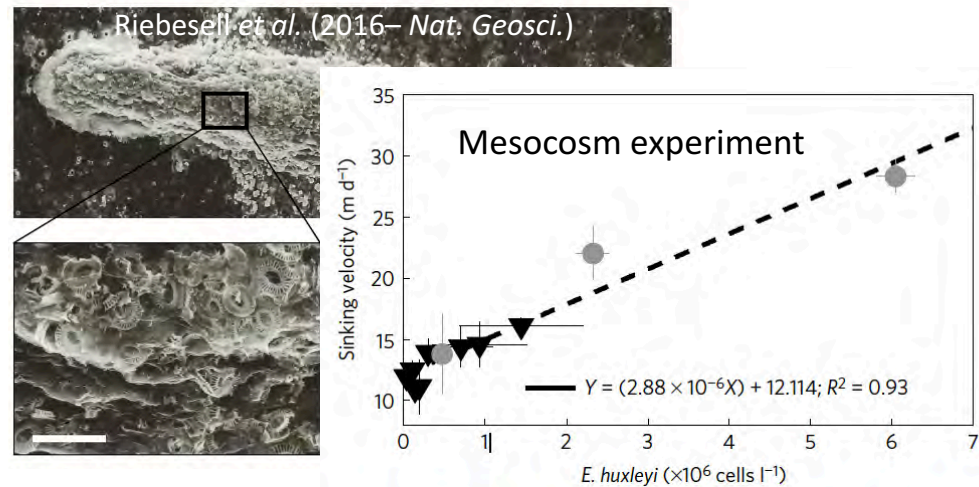 Riebesell et al. (2016– Nat. Geosci.)
Mesocosm experiment
Sinking velocity (m d⁻¹)
35
30
25
20
15
10
Y = (2.88 × 10⁻⁶X) + 12.114; R² = 0.93
0 1 2 3 4 5 6 7
E. huxleyi (×10⁶ cells l⁻¹)